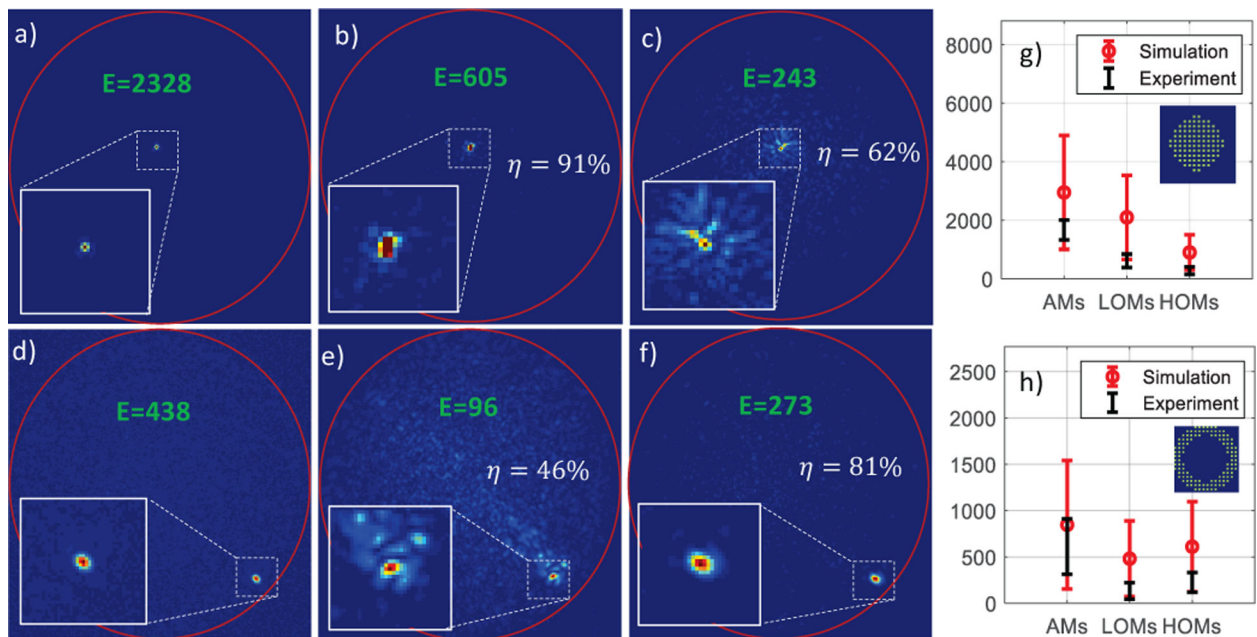 a)
E=2328
b)
E=605
η = 91%
c)
E=243
η = 62%
g)
8000
6000
4000
2000
0
Simulation
Experiment
AMs LOMs HOMs
d)
E=438
e)
E=96
η = 46%
f)
E=273
η = 81%
h)
2500
2000
1500
1000
500
0
Simulation
Experiment
AMs LOMs HOMs